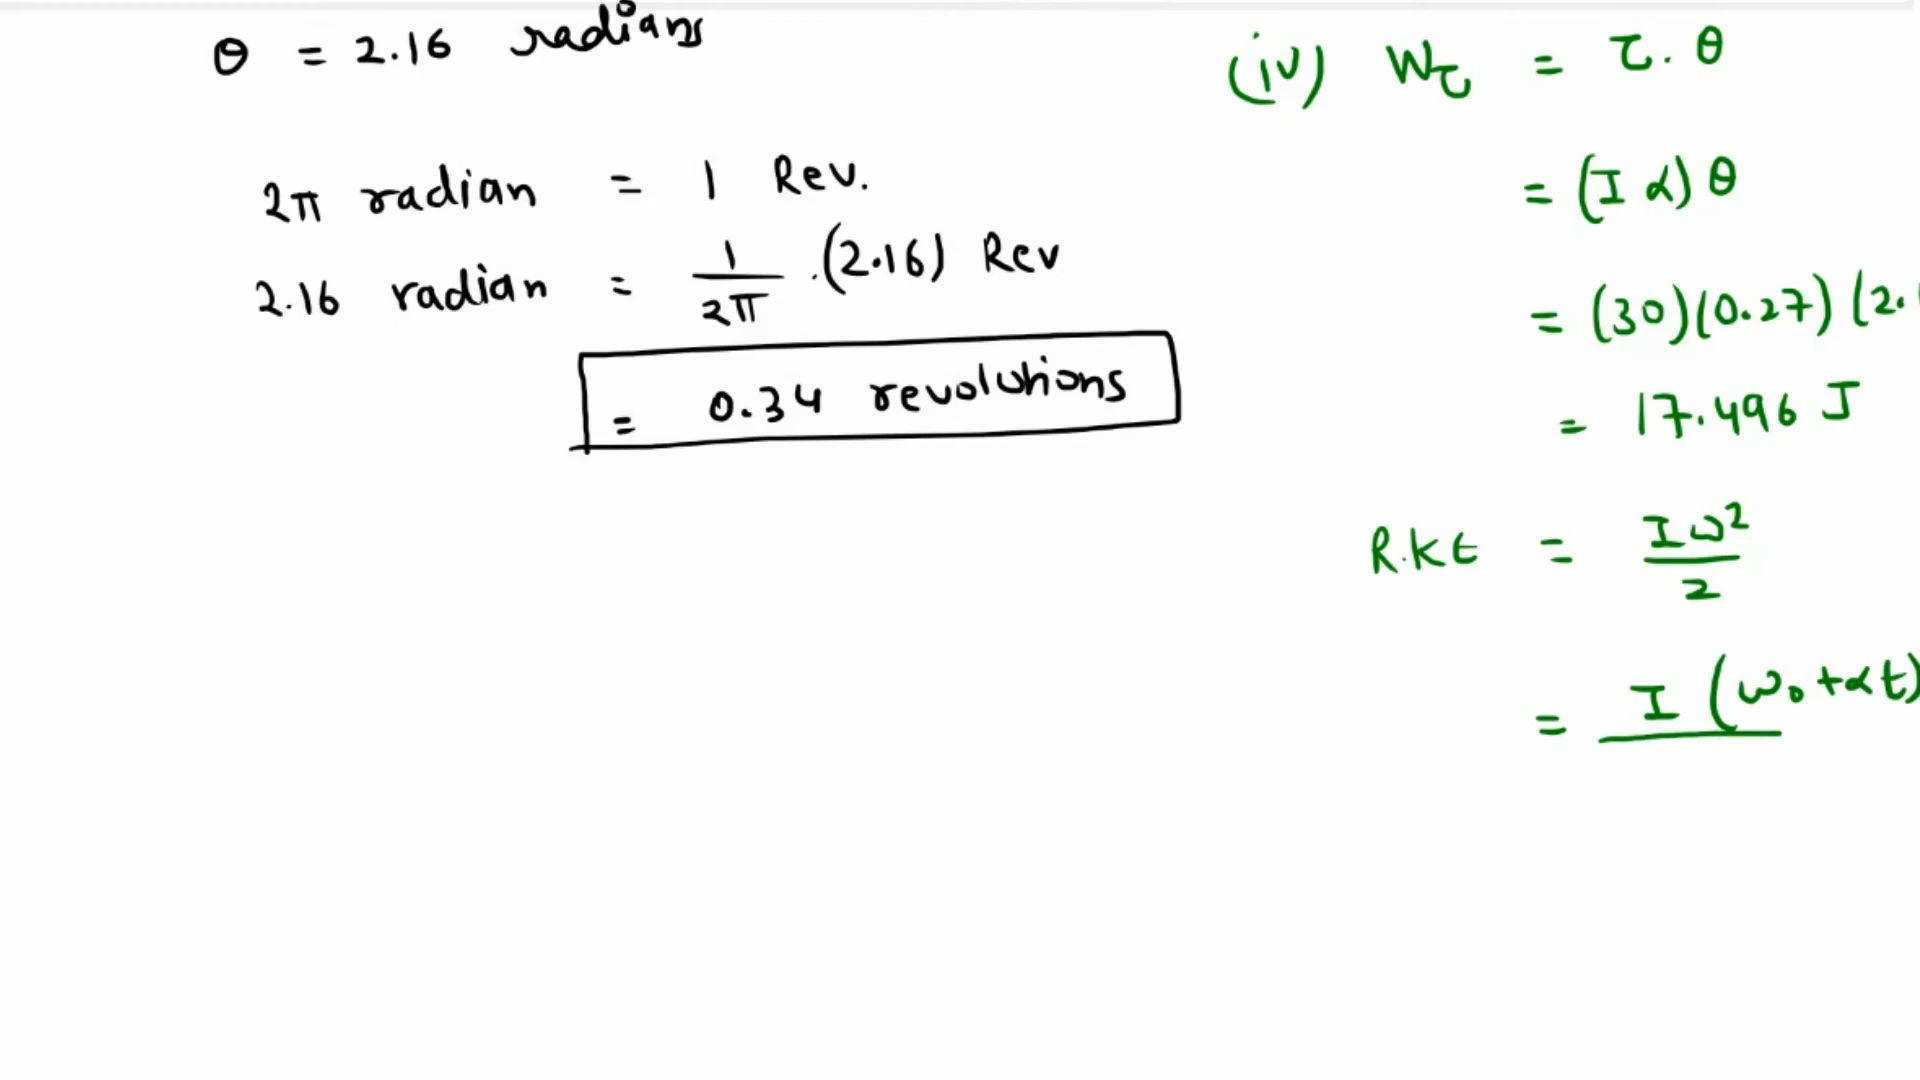 θ = 2.16 radians
2π radian = 1 Rev.
2.16 radian = 1/2π .(2.16) Rev
= 0.34 revolutions
(iv) Wτ = τ.θ
= (I α) θ
= (30)(0.27)(2.
= 17.496 J
R.KE = Iω²/2
= I (ω₀+αt)